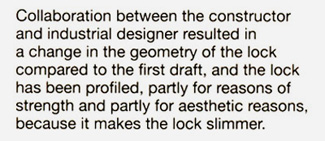 Collaboration between the constructor
and industrial designer resulted in
a change in the geometry of the lock
compared to the first draft, and the lock
has been profiled, partly for reasons of
strength and partly for aesthetic reasons,
because it makes the lock slimmer.